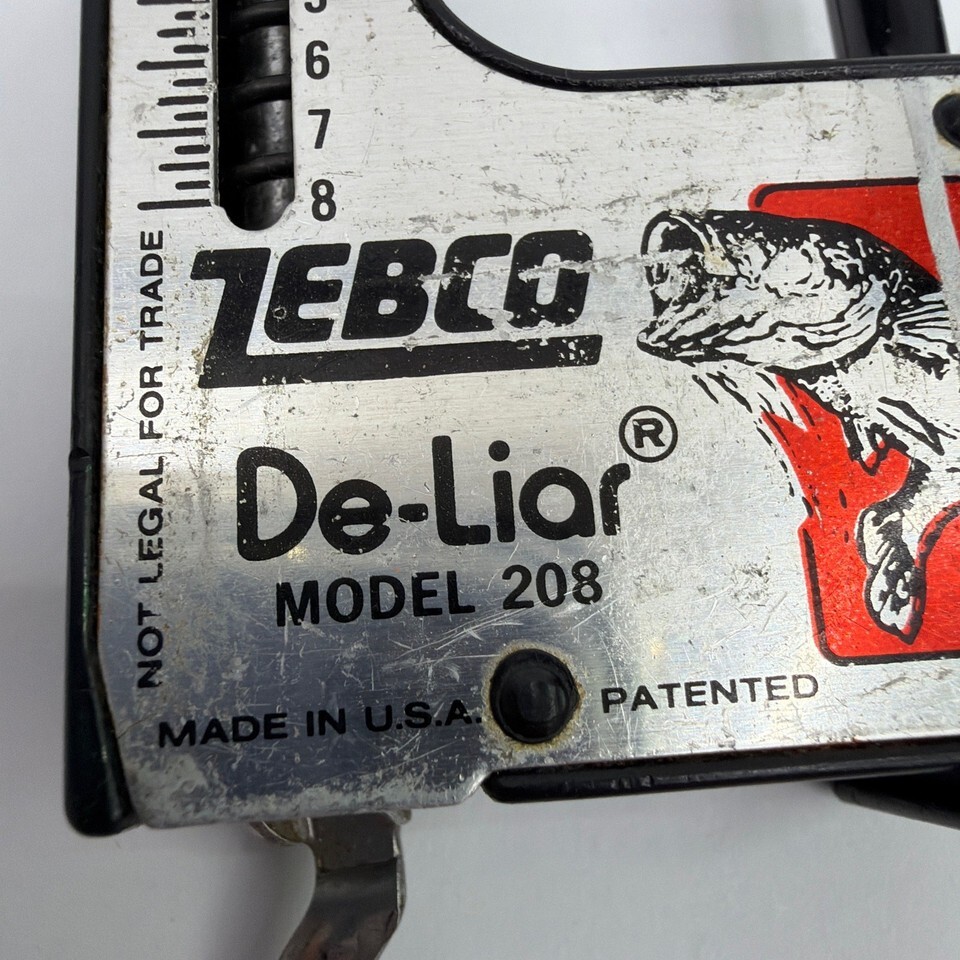 6
7
8
ZEBCO
De-Liar®
MODEL 208
MADE IN U.S.A.
PATENTED
NOT LEGAL FOR TRADE